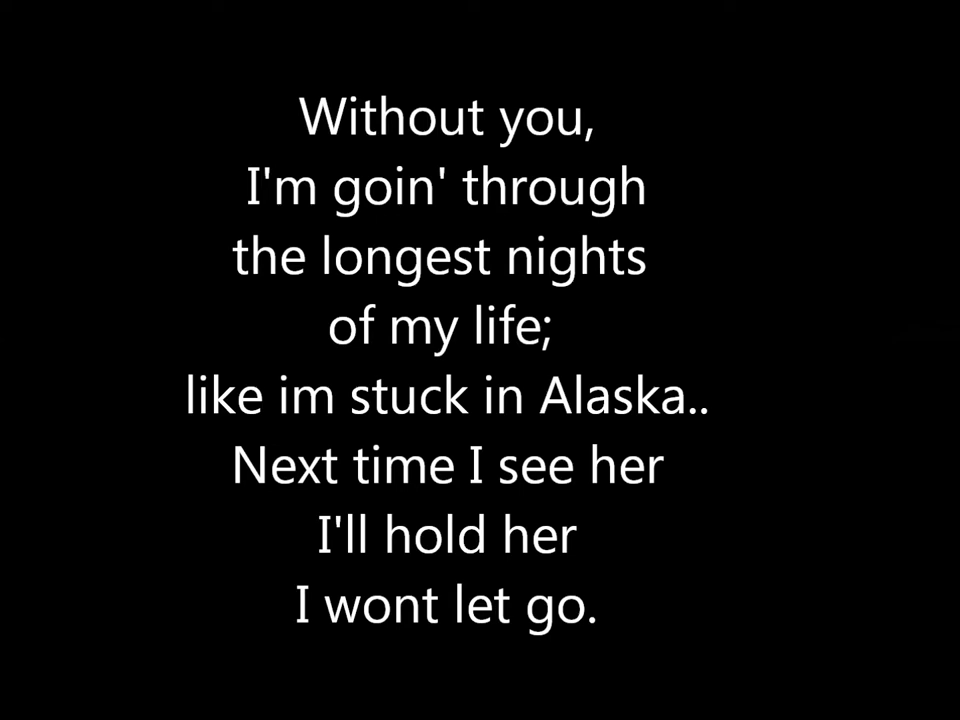 Without you,
I'm goin' through
the longest nights
of my life;
like im stuck in Alaska..
Next time I see her
I'll hold her
I wont let go.